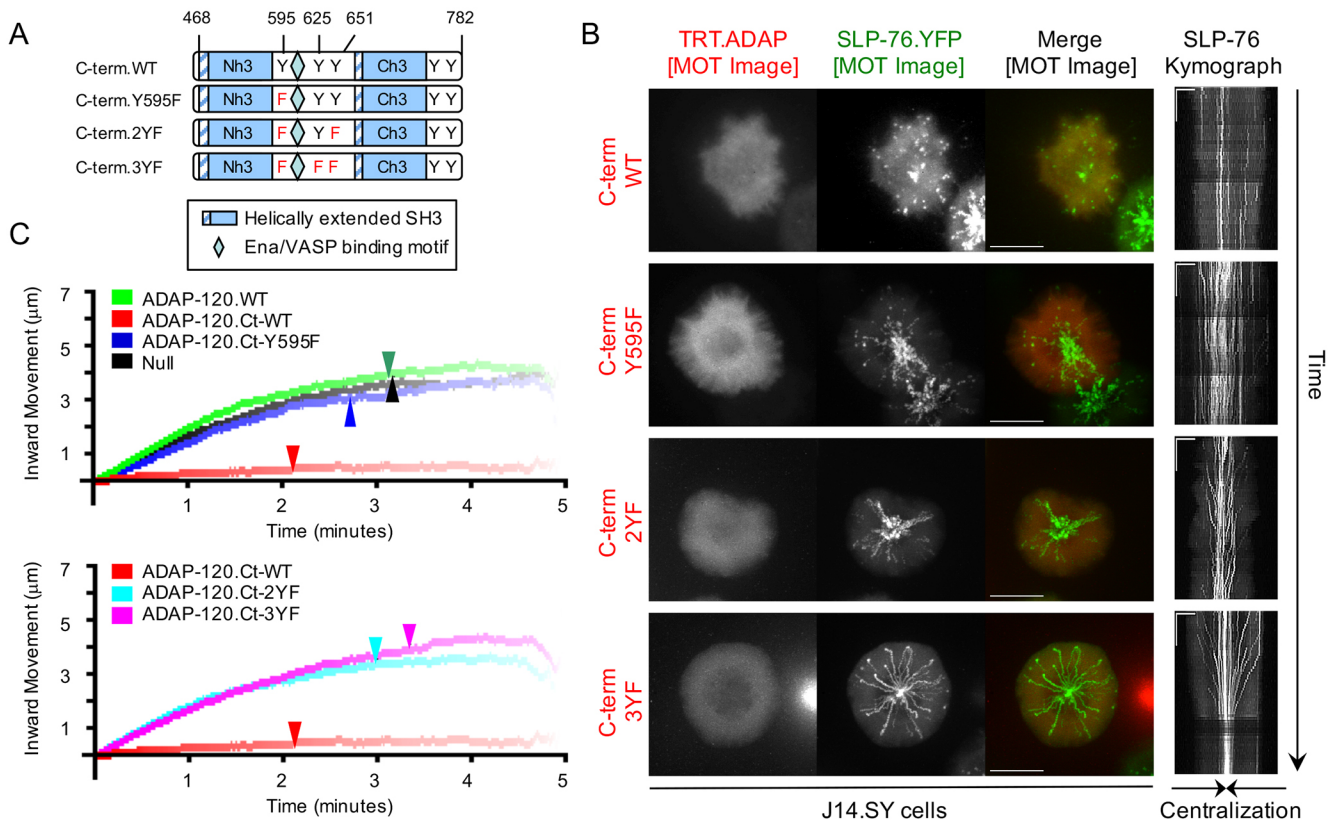 A
468 595 625 651 782
C-term.WT Nh3 Y Y Y Ch3 Y Y
C-term.Y595F Nh3 F Y Y Ch3 Y Y
C-term.2YF Nh3 F Y F Ch3 Y Y
C-term.3YF Nh3 F F F Ch3 Y Y
Helically extended SH3
Ena/VASP binding motif
B
TRT.ADAP
[MOT Image]
SLP-76.YFP
[MOT Image]
Merge
[MOT Image]
SLP-76
Kymograph
C-term
WT
C-term
Y595F
C-term
2YF
C-term
3YF
Time
J14.SY cells
Centralization
C
Inward Movement (µm)
7
5
3
1
ADAP-120.WT
ADAP-120.Ct-WT
ADAP-120.Ct-Y595F
Null
1 2 3 4 5
Time (minutes)
Inward Movement (µm)
7
5
3
1
ADAP-120.Ct-WT
ADAP-120.Ct-2YF
ADAP-120.Ct-3YF
1 2 3 4 5
Time (minutes)